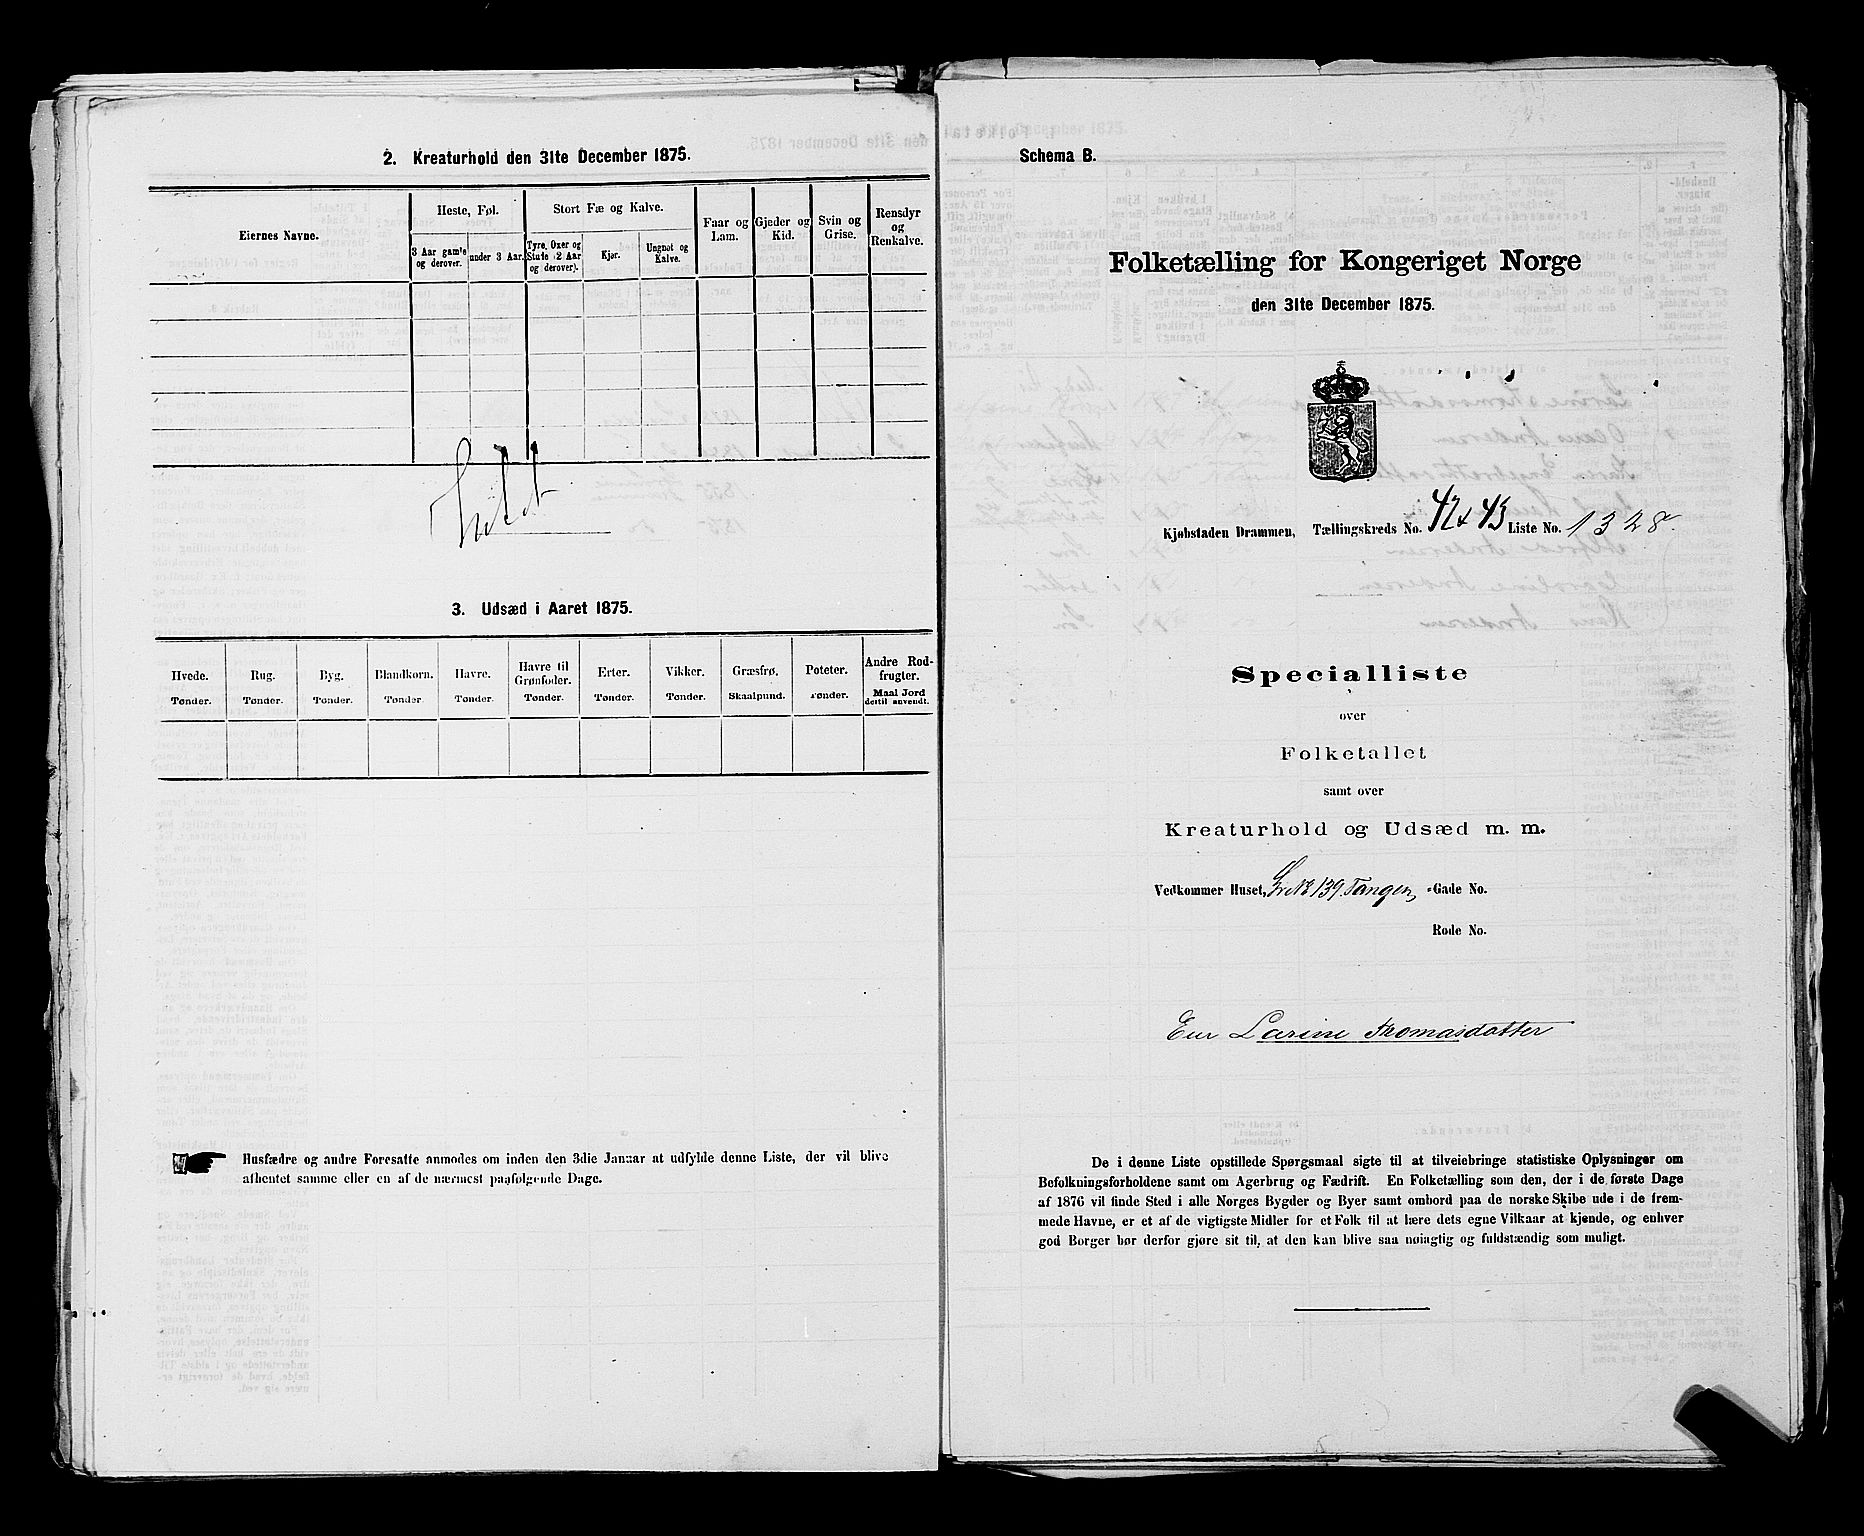 2. Kreaturhold den 31te December 1875.
Eiernes Navne.
Heste, Føl.
Stort Fæ og Kalve.
Faar og Lam.
Gjeder og Kid.
Svin og Grise.
Rensdyr og Renkalve.
3 Aar gamle og derover.
under 3 Aar.
Tyre, Oxer og Stude (2 Aar og derover).
Kjør.
Ungnøt og Kalve.
3. Udsæd i Aaret 1875.
Hvede. Tønder.
Rug. Tønder.
Byg. Tønder.
Blandkorn. Tønder
Havre. Tønder.
Havre til Grønfoder. Tønder.
Erter. Tønder.
Vikker. Tønder.
Græsfrø. Skaalpund.
Poteter. Tønder.
Andre Rodfrugter. Maal Jord dertil anvendt.
Husfædre og andre Foresatte anmodes om inden den 3die Januar at udfylde denne Liste, der vil blive
afhentet samme eller en af de nærmest paafølgende Dage.
Schema B.
Folketælling for Kongeriget Norge
den 31te December 1875.
Kjøbstaden Drammen, Tællingskreds No. 42 & 43 Liste No. 1328
Specialliste
over
Folketallet
samt over
Kreaturhold og Udsæd m. m.
Vedkommer Huset, 139 Tangen, -Gade No.
Rode No.
Eier Larine Thomasdatter
De i denne Liste opstillede Spørgsmaal sigte til at tilveiebringe statistiske Oplysninger om
Befolkningsforholdene samt om Agerbrug og Fædrift. En Folketælling som den, der i de første Dage
af 1876 vil finde Sted i alle Norges Bygder og Byer samt ombord paa de norske Skibe ude i de frem-
mede Havne, er et af de vigtigste Midler for et Folk til at lære dets egne Vilkaar at kjende, og enhver
god Borger bør derfor gjøre sit til, at den kan blive saa nøiagtig og fuldstændig som muligt.